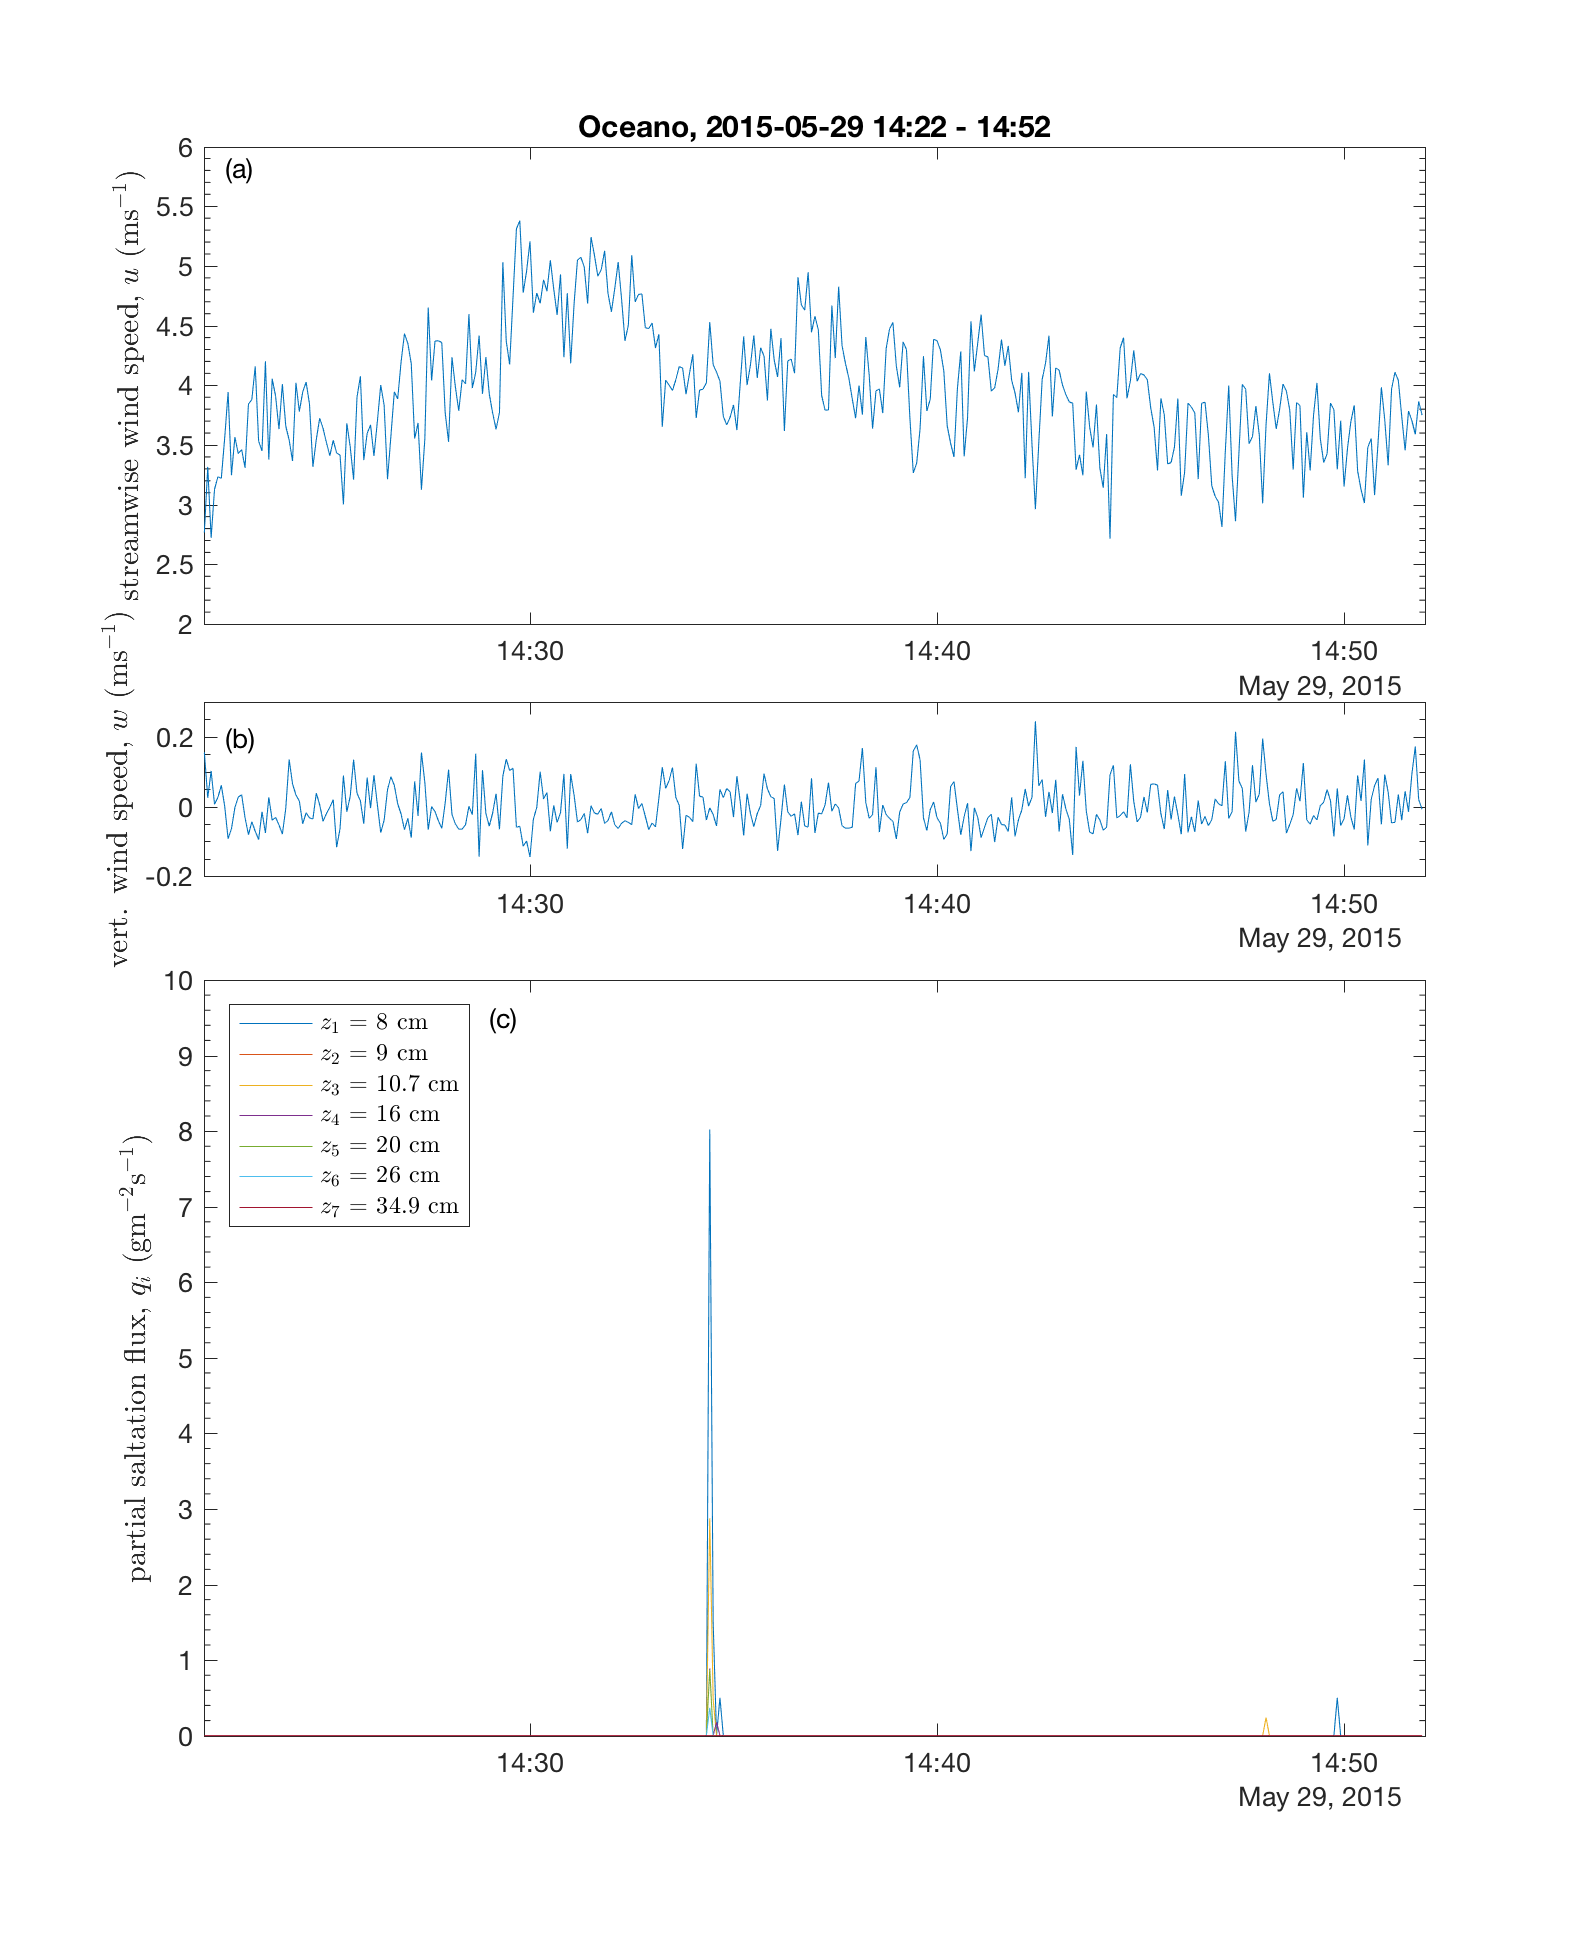 Oceano, 2015-05-29 14:22 - 14:52
(a)
streamwise wind speed, u (ms⁻¹)
6
5.5
5
4.5
4
3.5
3
2.5
2
14:30 14:40 14:50
May 29, 2015
(b)
vert. wind speed, w (ms⁻¹)
0.2
0
-0.2
14:30 14:40 14:50
May 29, 2015
(c)
partial saltation flux, qᵢ (gm⁻²s⁻¹)
10
9
8
7
6
5
4
3
2
1
0
z₁ = 8 cm
z₂ = 9 cm
z₃ = 10.7 cm
z₄ = 16 cm
z₅ = 20 cm
z₆ = 26 cm
z₇ = 34.9 cm
14:30 14:40 14:50
May 29, 2015